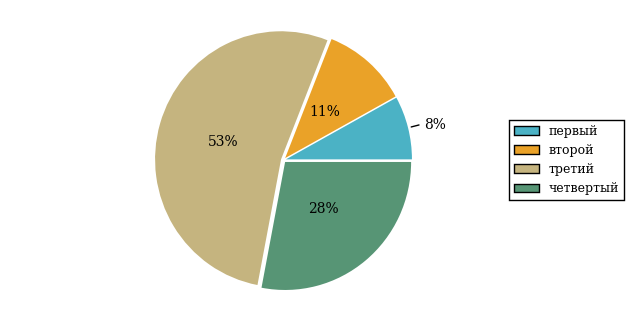 53%
11%
8%
28%
первый
второй
третий
четвертый